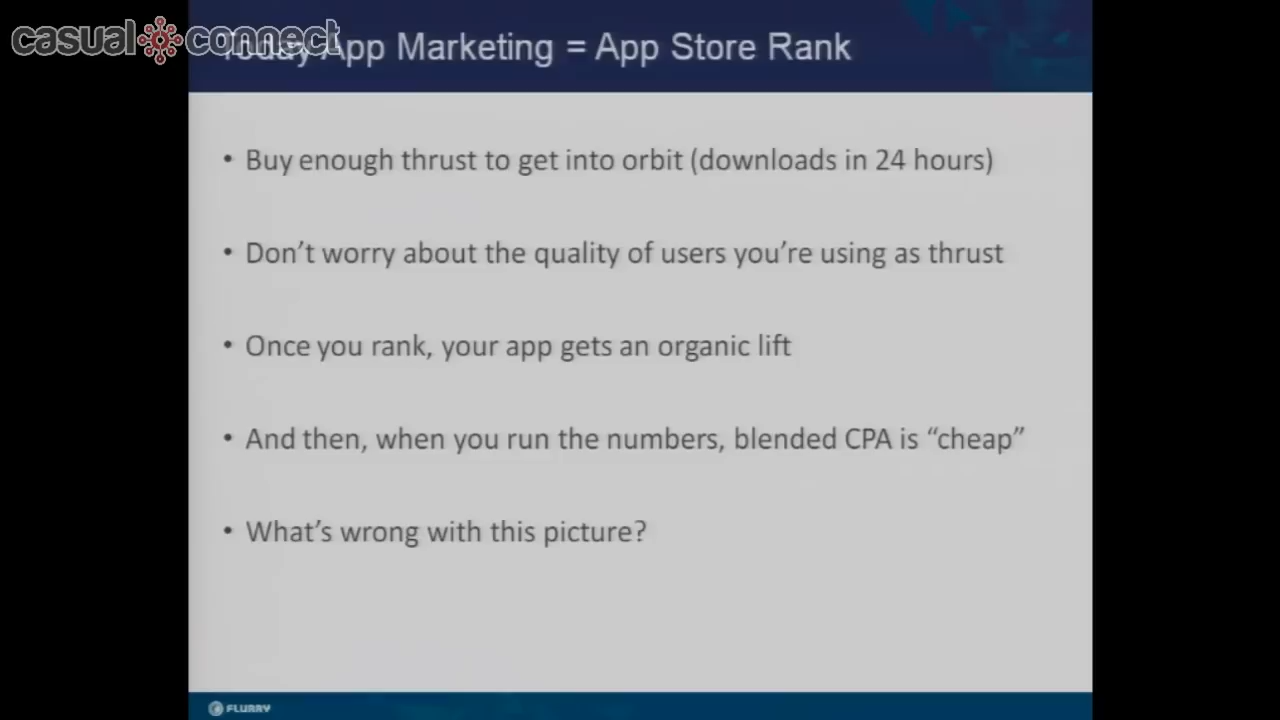 casual connect
Today App Marketing = App Store Rank
• Buy enough thrust to get into orbit (downloads in 24 hours)
• Don’t worry about the quality of users you’re using as thrust
• Once you rank, your app gets an organic lift
• And then, when you run the numbers, blended CPA is “cheap”
• What’s wrong with this picture?
FLURRY